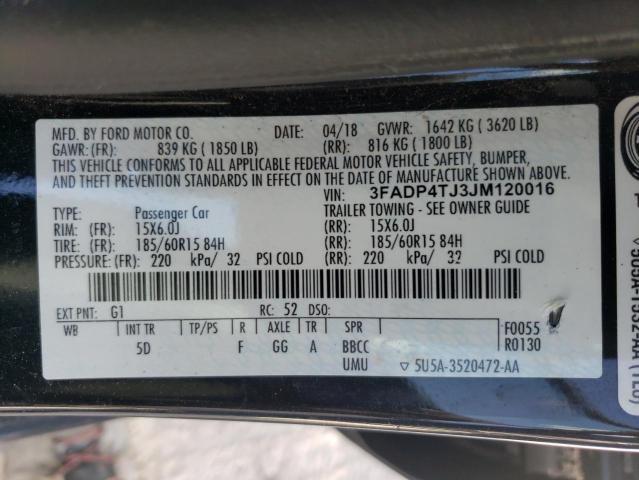 MFD. BY FORD MOTOR CO. DATE: 04/18 GVWR: 1642 KG ( 3620 LB)
GAWR: (FR): 839 KG ( 1850 LB) (RR): 816 KG ( 1800 LB)
THIS VEHICLE CONFORMS TO ALL APPLICABLE FEDERAL MOTOR VEHICLE SAFETY, BUMPER,
AND THEFT PREVENTION STANDARDS IN EFFECT ON THE DATE OF MANUFACTURE SHOWN ABOVE.
VIN: 3FADP4TJ3JM120016
TYPE: Passenger Car TRAILER TOWING - SEE OWNER GUIDE
RIM: (FR): 15X6.0J (RR): 15X6.0J
TIRE: (FR): 185/60R15 84H (RR): 185/60R15 84H
PRESSURE: (FR): 220 kPa/ 32 PSI COLD (RR): 220 kPa/ 32 PSI COLD
EXT PNT: G1 RC: 52 DSO:
WB INT TR TP/PS R AXLE TR SPR F0055
5D F GG A BBCC R0130
UMU 5U5A-3520472-AA